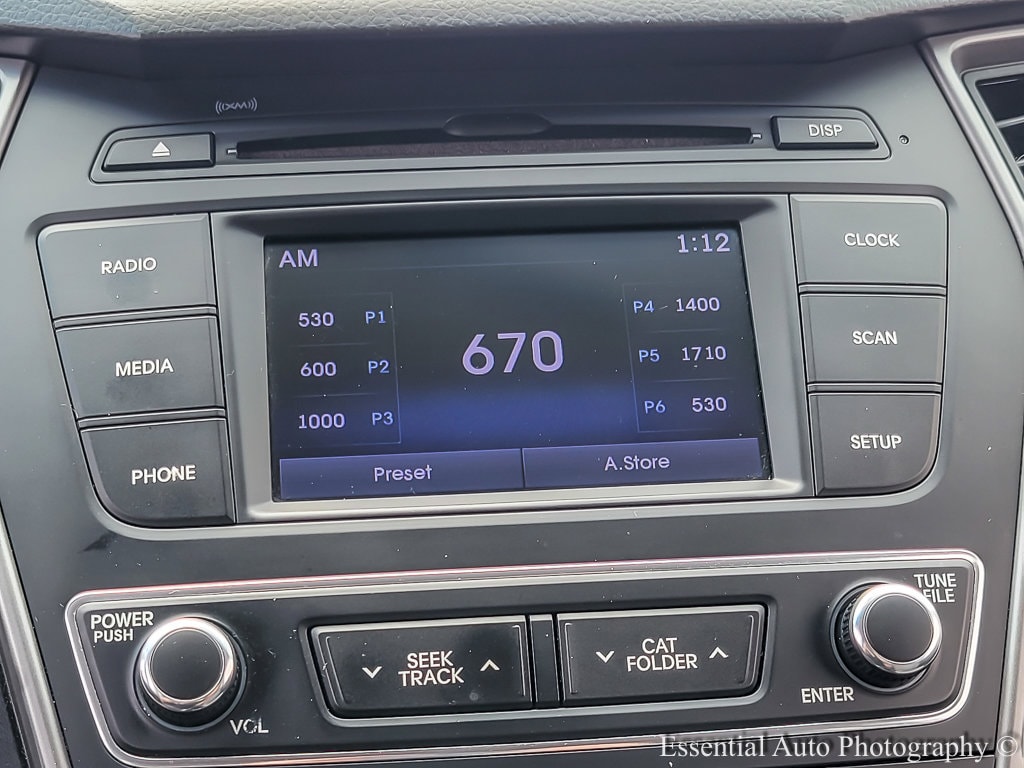 ((XM))
DISP
RADIO
MEDIA
PHONE
AM 1:12
530 P1
600 P2
1000 P3
670
P4 1400
P5 1710
P6 530
Preset A.Store
CLOCK
SCAN
SETUP
POWER
PUSH
VOL
SEEK
TRACK
CAT
FOLDER
TUNE
FILE
ENTER
Essential Auto Photography ©